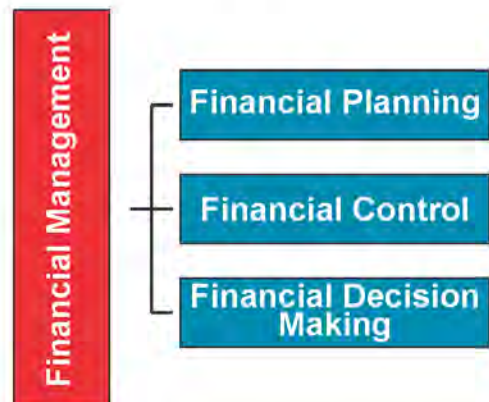 Financial Management
Financial Planning
Financial Control
Financial Decision
Making